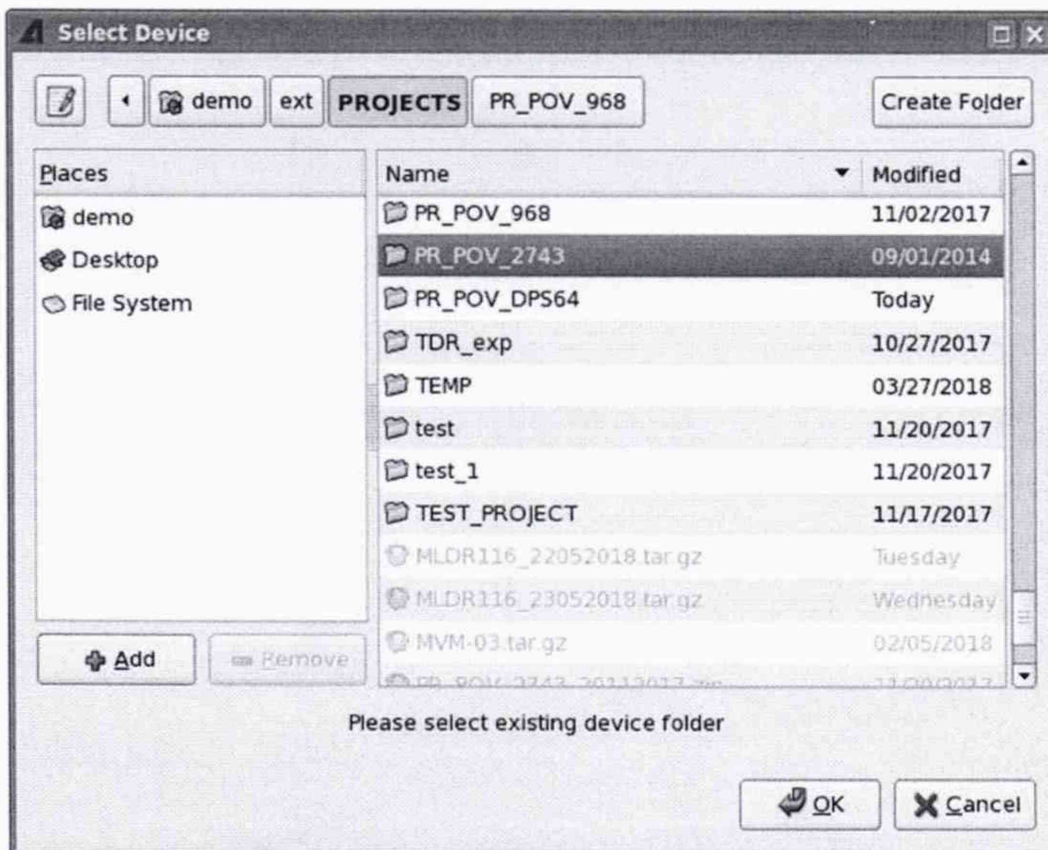 Select Device
demo ext PROJECTS PR_POV_968 Create Folder
Places Name Modified
demo PR_POV_968 11/02/2017
Desktop PR_POV_2743 09/01/2014
File System PR_POV_DPS64 Today
TDR_exp 10/27/2017
TEMP 03/27/2018
test 11/20/2017
test_1 11/20/2017
TEST_PROJECT 11/17/2017
MLDR116_22052018.tar.gz Tuesday
MLDR116_23052018.tar.gz Wednesday
MVM-03.tar.gz 02/05/2018
Add Remove
Please select existing device folder
OK Cancel